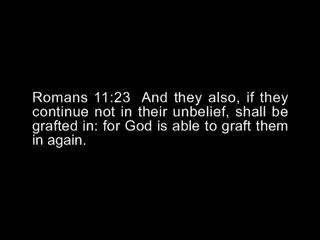 Romans 11:23 And they also, if they
continue not in their unbelief, shall be
grafted in: for God is able to graft them
in again.